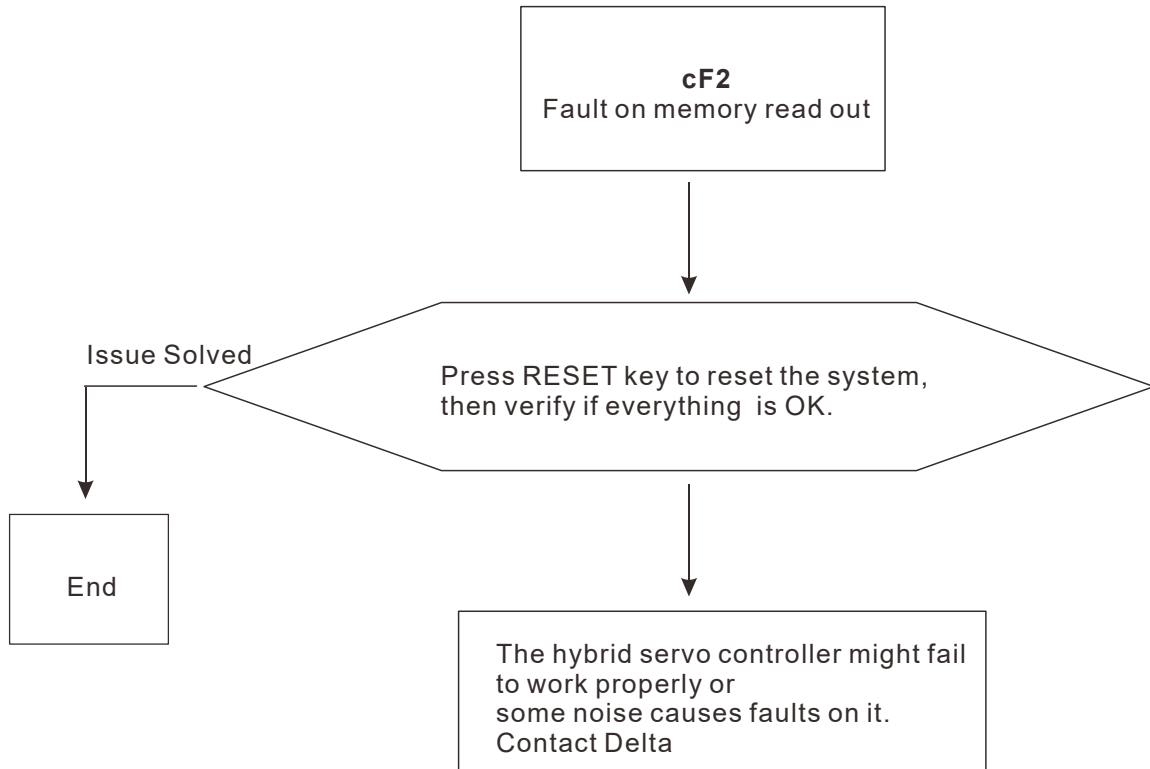 cF2
Fault on memory read out
Issue Solved
Press RESET key to reset the system,
then verify if everything  is OK.
End
The hybrid servo controller might fail
to work properly or
some noise causes faults on it.
Contact Delta